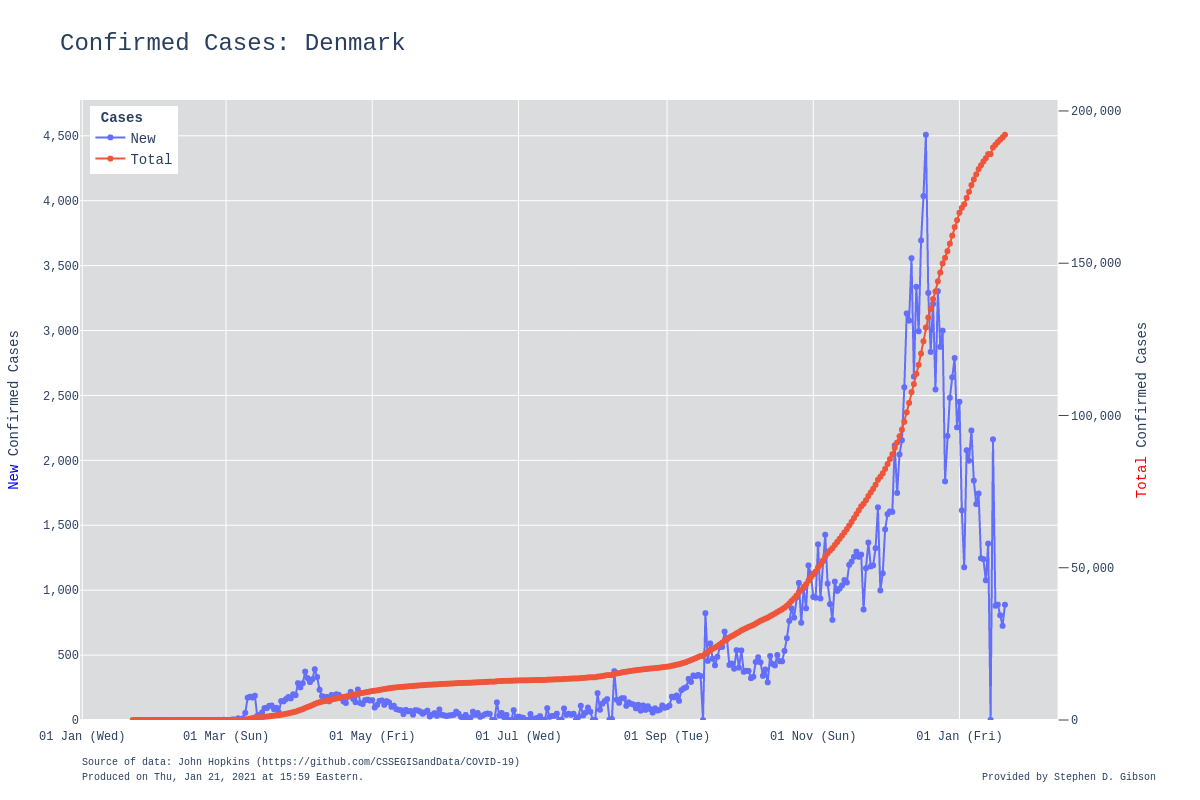 Confirmed Cases: Denmark
Cases
New
Total
4,500
4,000
3,500
3,000
2,500
2,000
1,500
1,000
500
0
New Confirmed Cases
200,000
150,000
100,000
50,000
0
Total Confirmed Cases
01 Jan (Wed)
01 Mar (Sun)
01 May (Fri)
01 Jul (Wed)
01 Sep (Tue)
01 Nov (Sun)
01 Jan (Fri)
Source of data: John Hopkins (https://github.com/CSSEGISandData/COVID-19)
Produced on Thu, Jan 21, 2021 at 15:59 Eastern.
Provided by Stephen D. Gibson